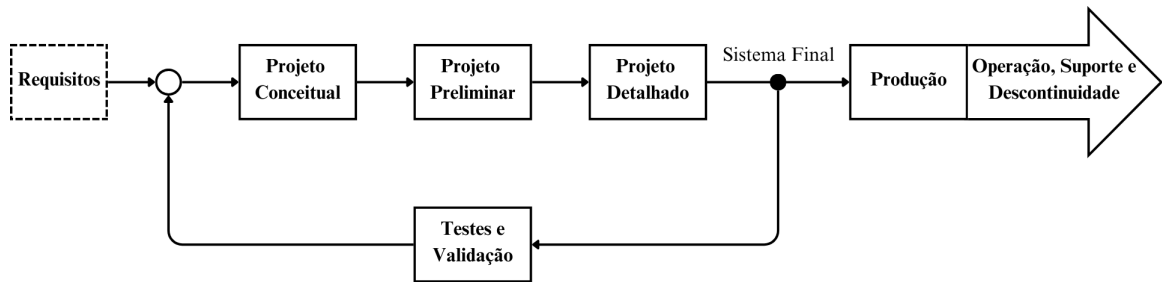 Requisitos
Projeto
Conceitual
Projeto
Preliminar
Projeto
Detalhado
Sistema Final
Produção
Operação, Suporte e
Descontinuidade
Testes e
Validação